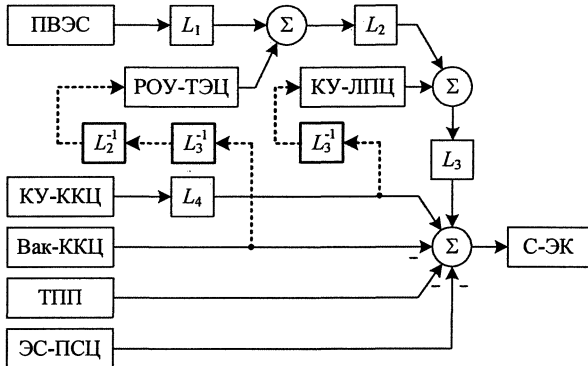 ПВЭС L₁ Σ L₂
РОУ-ТЭЦ КУ-ЛПЦ Σ
L₂⁻¹ L₃⁻¹ L₃⁻¹ L₃
КУ-ККЦ L₄
Вак-ККЦ Σ С-ЭК
–
ТПП – –
ЭС-ПСЦ